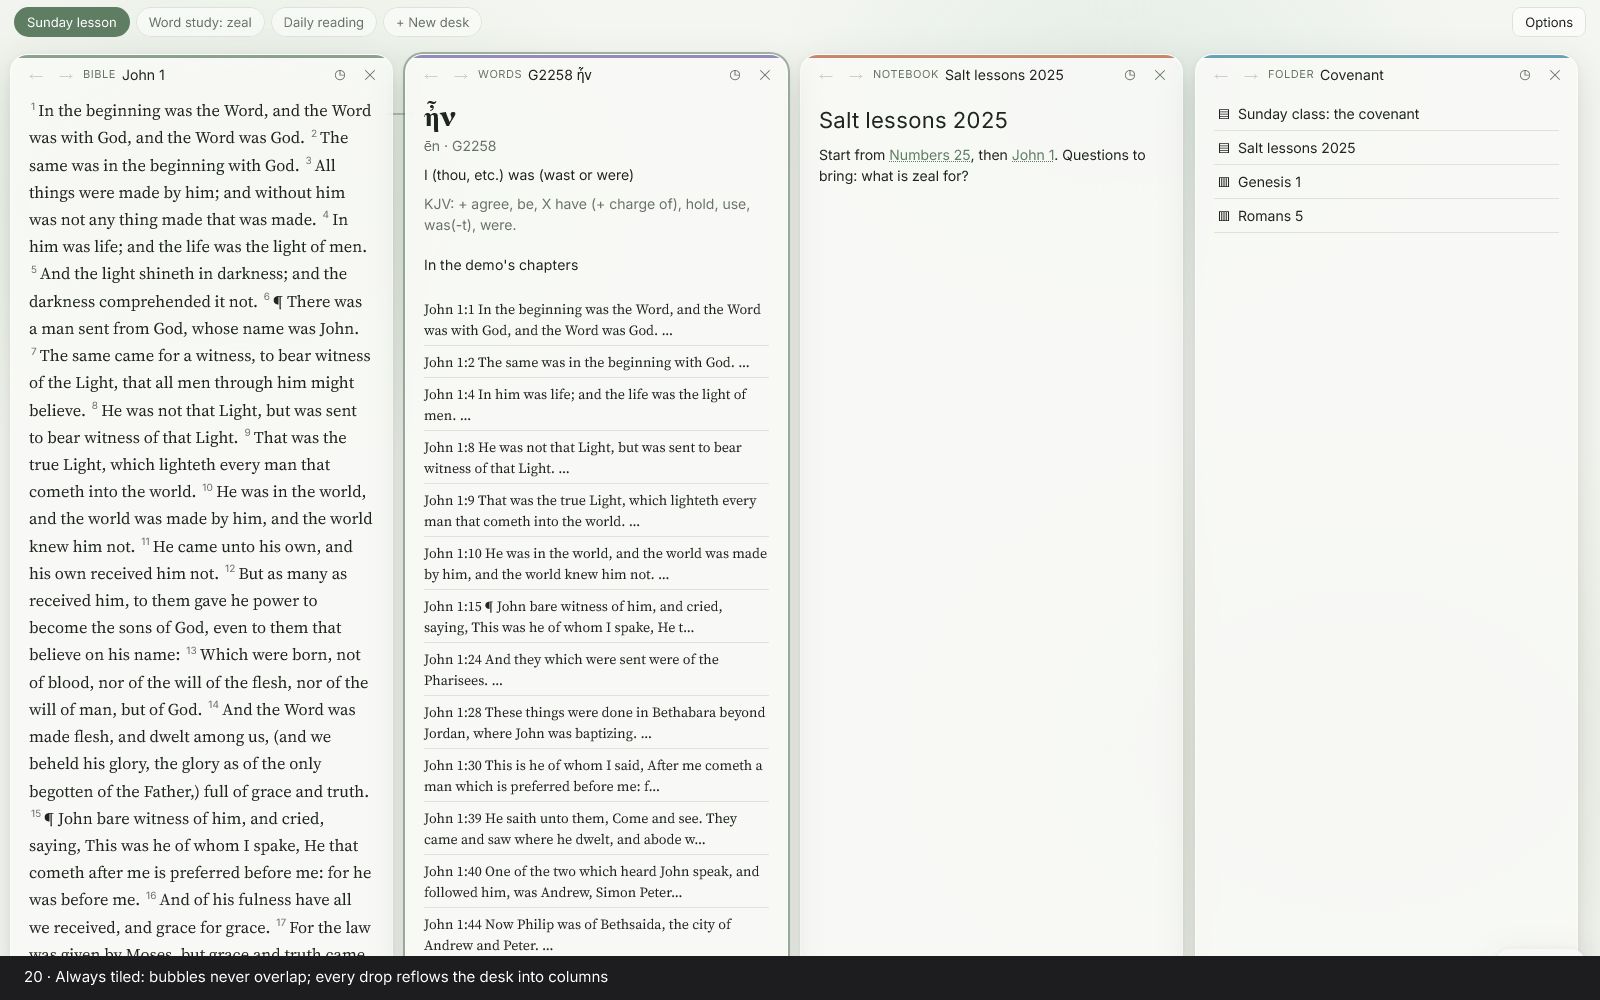 Sunday lesson
Word study: zeal
Daily reading
+ New desk
Options
← → BIBLE John 1
1 In the beginning was the Word, and the Word
was with God, and the Word was God. 2 The
same was in the beginning with God. 3 All
things were made by him; and without him
was not any thing made that was made. 4 In
him was life; and the life was the light of men.
5 And the light shineth in darkness; and the
darkness comprehended it not. 6 ¶ There was
a man sent from God, whose name was John.
7 The same came for a witness, to bear witness
of the Light, that all men through him might
believe. 8 He was not that Light, but was sent
to bear witness of that Light. 9 That was the
true Light, which lighteth every man that
cometh into the world. 10 He was in the world,
and the world was made by him, and the world
knew him not. 11 He came unto his own, and
his own received him not. 12 But as many as
received him, to them gave he power to
become the sons of God, even to them that
believe on his name: 13 Which were born, not
of blood, nor of the will of the flesh, nor of the
will of man, but of God. 14 And the Word was
made flesh, and dwelt among us, (and we
beheld his glory, the glory as of the only
begotten of the Father,) full of grace and truth.
15 ¶ John bare witness of him, and cried,
saying, This was he of whom I spake, He that
cometh after me is preferred before me: for he
was before me. 16 And of his fulness have all
we received, and grace for grace. 17 For the law
was given by Moses, but grace and truth came
← → WORDS G2258 ἦν
ἦν
ēn · G2258
I (thou, etc.) was (wast or were)
KJV: + agree, be, X have (+ charge of), hold, use,
was(-t), were.
In the demo's chapters
John 1:1 In the beginning was the Word, and the Word
was with God, and the Word was God. ...
John 1:2 The same was in the beginning with God. ...
John 1:4 In him was life; and the life was the light of
men. ...
John 1:8 He was not that Light, but was sent to bear
witness of that Light. ...
John 1:9 That was the true Light, which lighteth every
man that cometh into the world. ...
John 1:10 He was in the world, and the world was made
by him, and the world knew him not. ...
John 1:15 ¶ John bare witness of him, and cried,
saying, This was he of whom I spake, He t...
John 1:24 And they which were sent were of the
Pharisees. ...
John 1:28 These things were done in Bethabara beyond
Jordan, where John was baptizing. ...
John 1:30 This is he of whom I said, After me cometh a
man which is preferred before me: f...
John 1:39 He saith unto them, Come and see. They
came and saw where he dwelt, and abode w...
John 1:40 One of the two which heard John speak, and
followed him, was Andrew, Simon Peter...
John 1:44 Now Philip was of Bethsaida, the city of
Andrew and Peter. ...
← → NOTEBOOK Salt lessons 2025
Salt lessons 2025
Start from Numbers 25, then John 1. Questions to
bring: what is zeal for?
← → FOLDER Covenant
Sunday class: the covenant
Salt lessons 2025
Genesis 1
Romans 5
20 · Always tiled: bubbles never overlap; every drop reflows the desk into columns